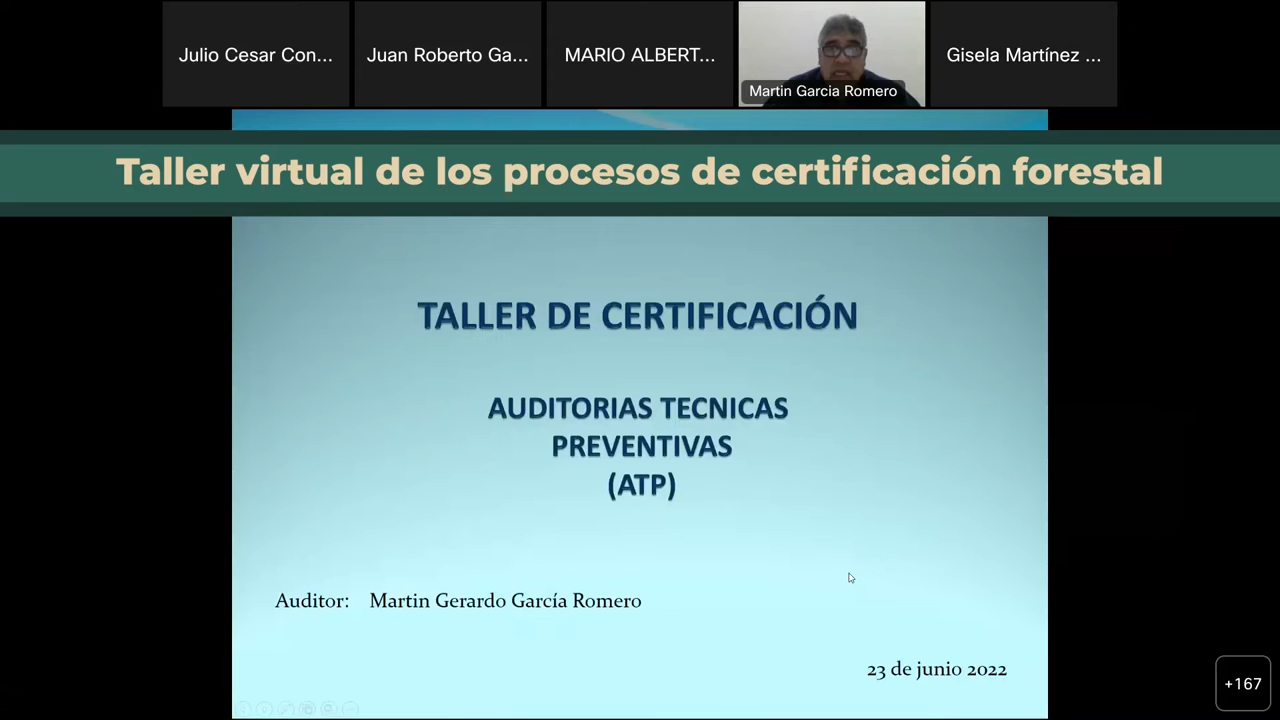 Julio Cesar Con...
Juan Roberto Ga...
MARIO ALBERT...
Martin Garcia Romero
Gisela Martínez ...
Taller virtual de los procesos de certificación forestal
TALLER DE CERTIFICACIÓN
AUDITORIAS TECNICAS
PREVENTIVAS
(ATP)
Auditor: Martin Gerardo García Romero
23 de junio 2022
+167